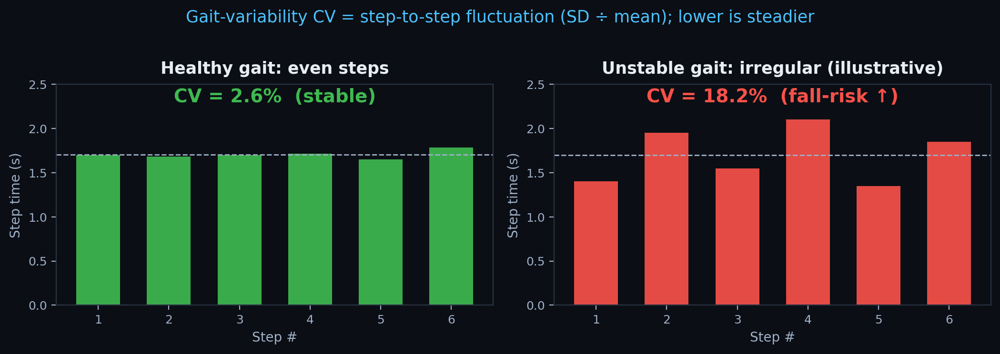 Gait-variability CV = step-to-step fluctuation (SD ÷ mean); lower is steadier
Healthy gait: even steps
CV = 2.6%  (stable)
2.5
2.0
1.5
1.0
0.5
0.0
Step time (s)
1 2 3 4 5 6
Step #
Unstable gait: irregular (illustrative)
CV = 18.2%  (fall-risk ↑)
2.5
2.0
1.5
1.0
0.5
0.0
Step time (s)
1 2 3 4 5 6
Step #